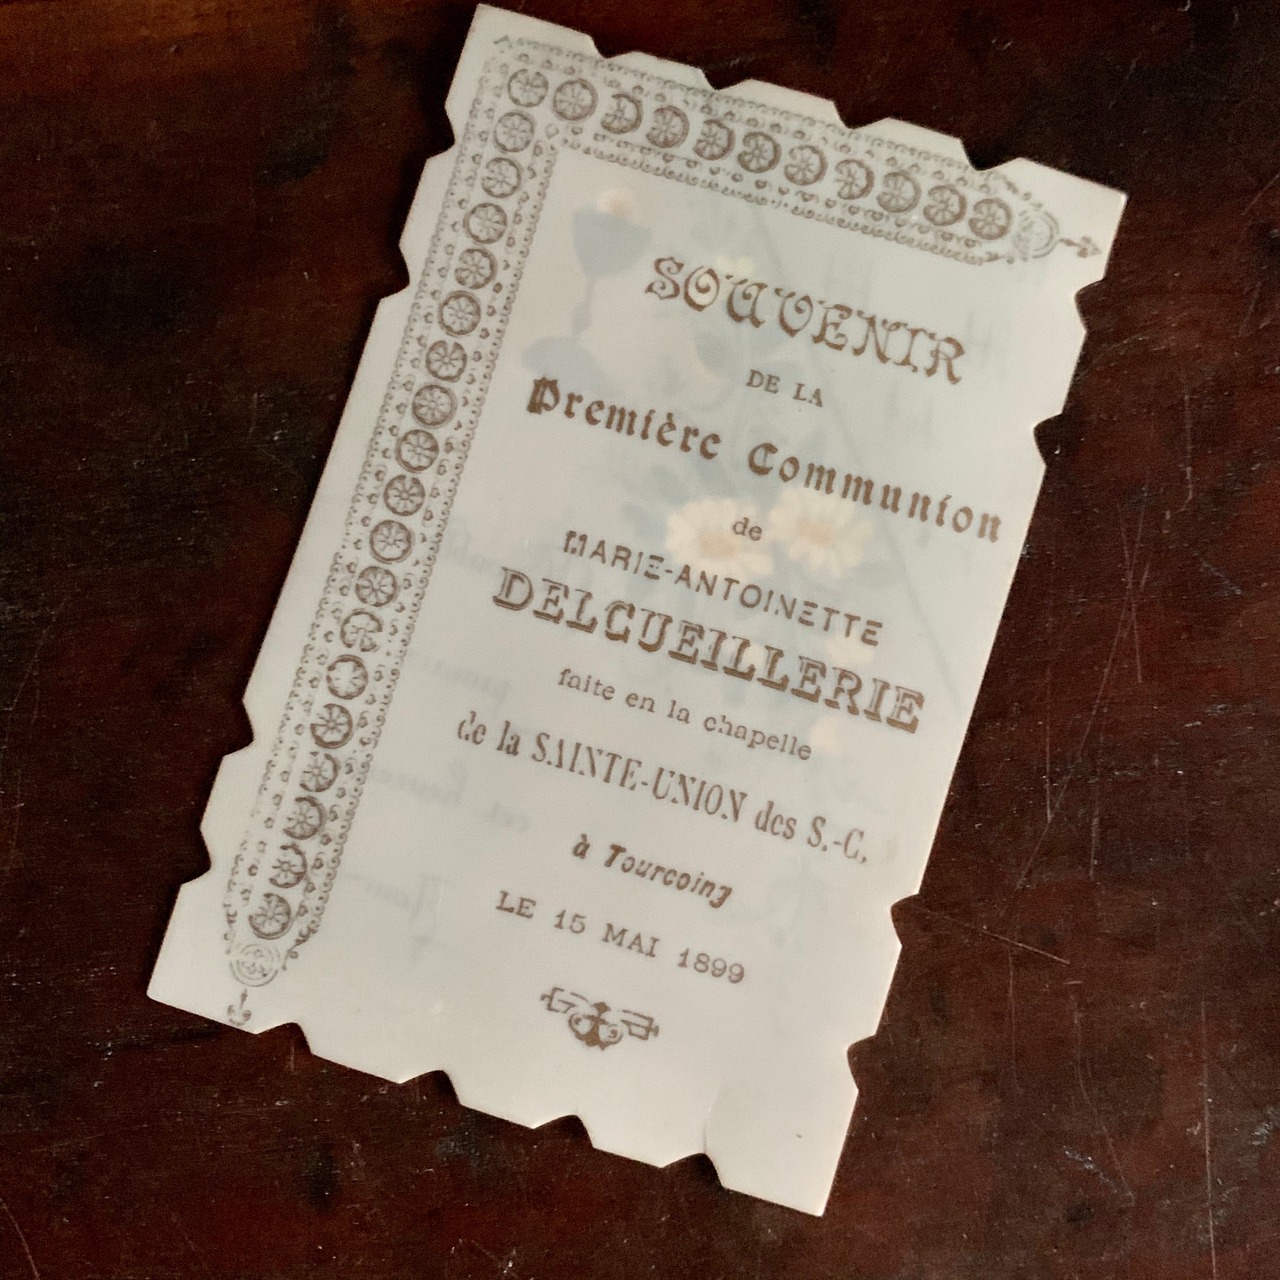 SOUVENIR
DE LA
Première Communion
de
MARIE-ANTOINETTE
DELCUEILLERIE
faite en la chapelle
de la SAINTE-UNION des S.-C.
à Tourcoing
LE 15 MAI 1899